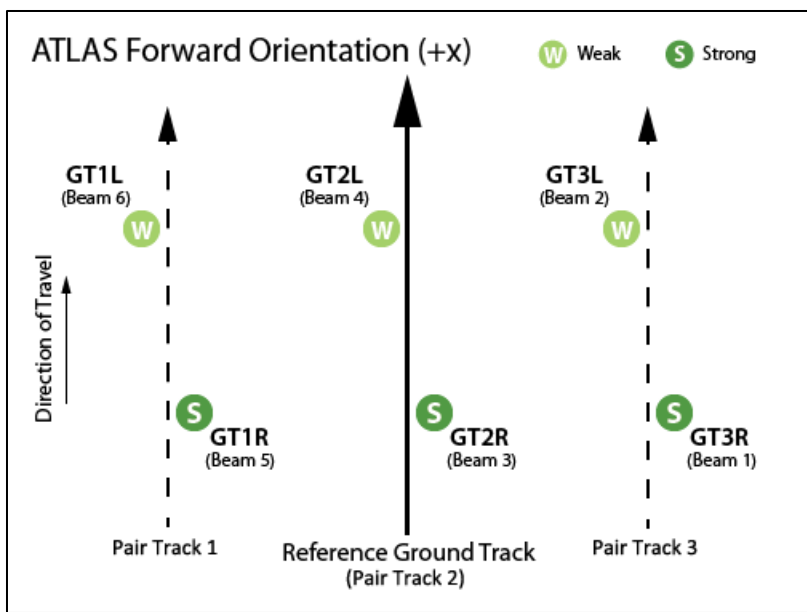 ATLAS Forward Orientation (+x)
W Weak
S Strong
GT1L
(Beam 6)
W
GT2L
(Beam 4)
W
GT3L
(Beam 2)
W
Direction of Travel
S
GT1R
(Beam 5)
S
GT2R
(Beam 3)
S
GT3R
(Beam 1)
Pair Track 1
Reference Ground Track
(Pair Track 2)
Pair Track 3